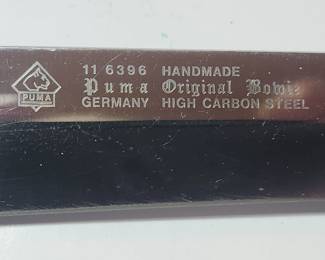 PUMA
11 6396 HANDMADE
Puma Original Bowie
GERMANY HIGH CARBON STEEL